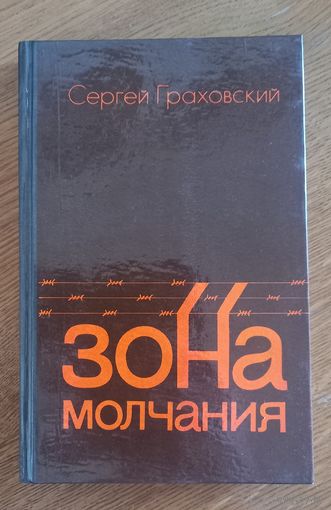 Сергей Граховский
зоНа
молчания